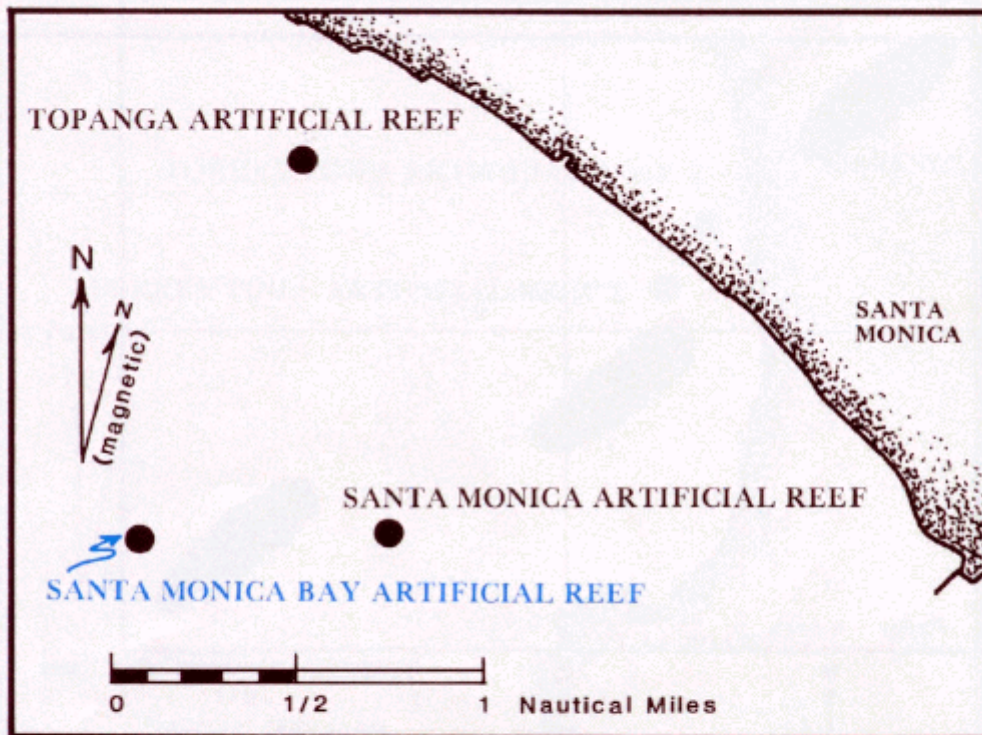 TOPANGA ARTIFICIAL REEF
N
N
(magnetic)
SANTA
MONICA
SANTA MONICA ARTIFICIAL REEF
SANTA MONICA BAY ARTIFICIAL REEF
0 1/2 1 Nautical Miles